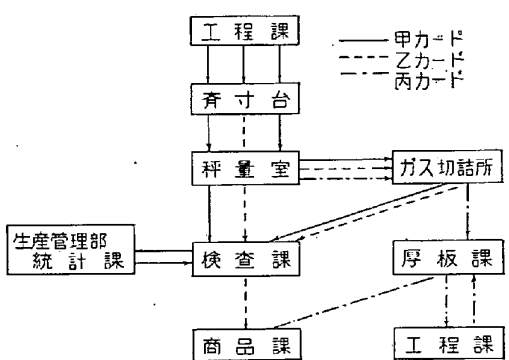 工程課
甲カード
乙カード
丙カード
斉寸台
秤量室
ガス切詰所
生産管理部
統計課
検査課
厚板課
商品課
工程課